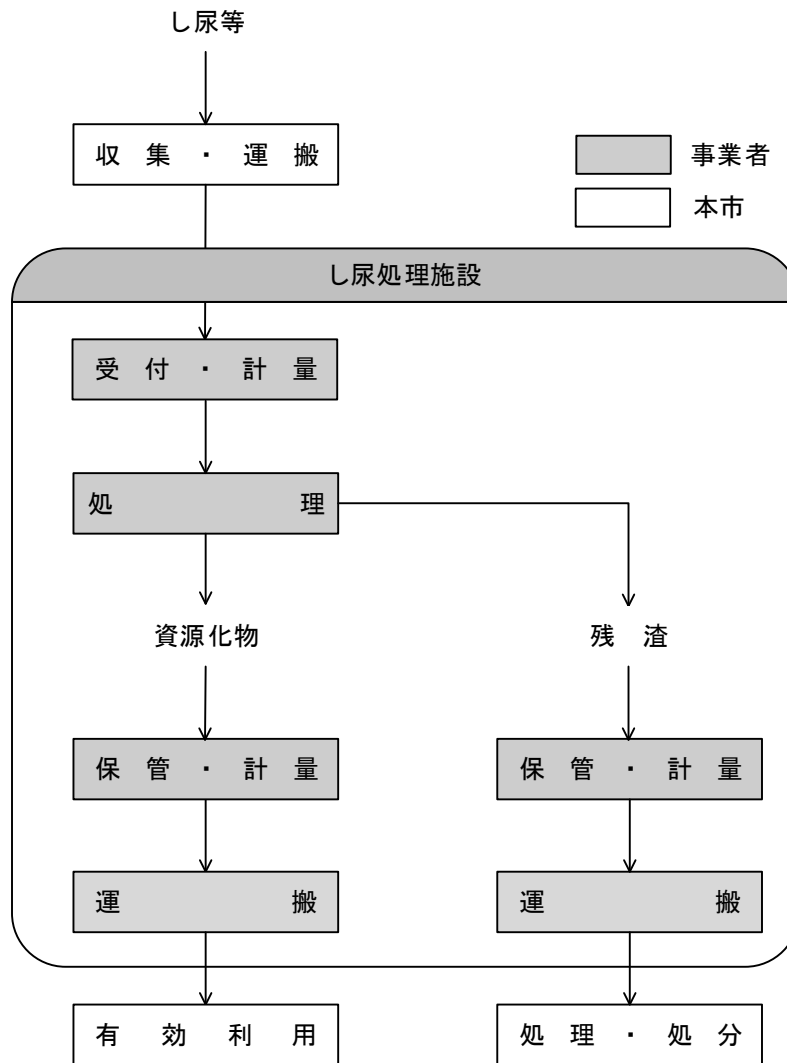 し尿等
収集・運搬
事業者
本市
し尿処理施設
受付・計量
処理
資源化物
残渣
保管・計量
保管・計量
運搬
運搬
有効利用
処理・処分